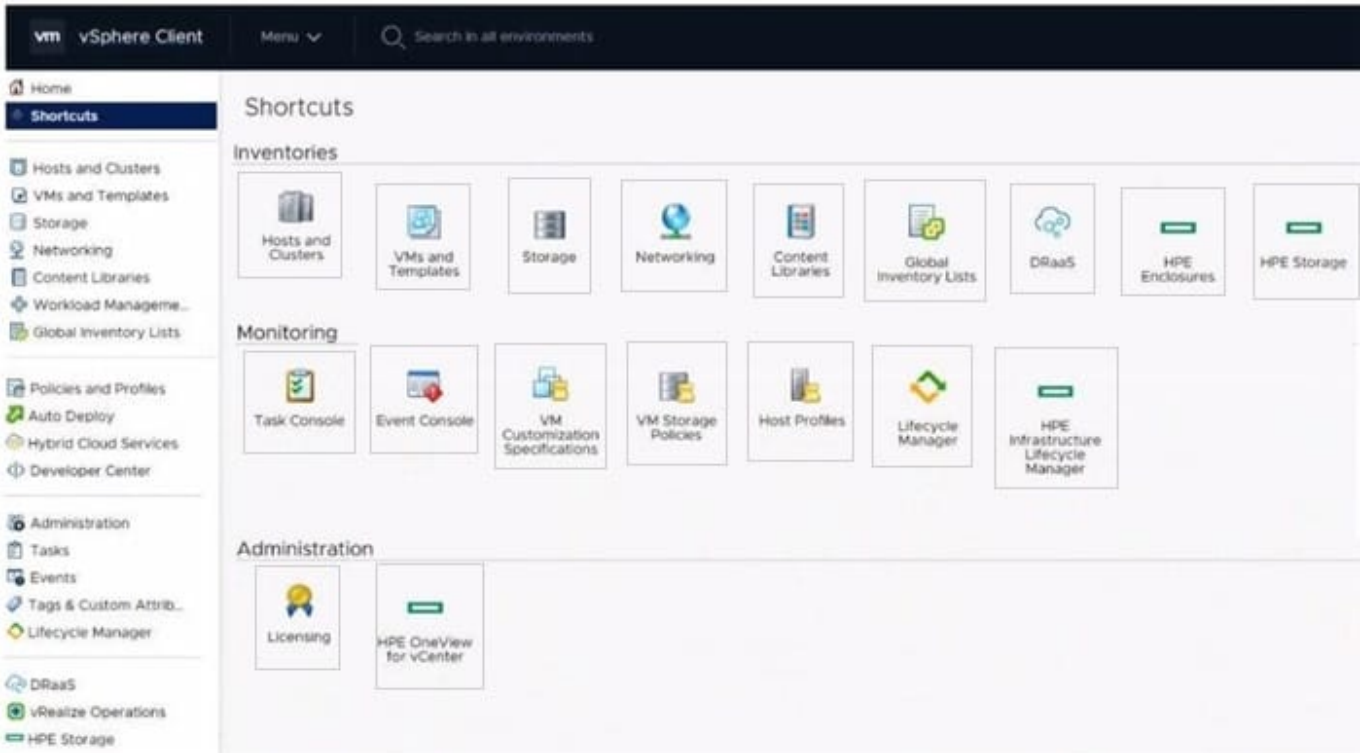 vm vSphere Client Menu Search in all environments
Home
Shortcuts
Hosts and Clusters
VMs and Templates
Storage
Networking
Content Libraries
Workload Manageme...
Global Inventory Lists
Policies and Profiles
Auto Deploy
Hybrid Cloud Services
Developer Center
Administration
Tasks
Events
Tags & Custom Attrib...
Lifecycle Manager
DRaaS
vRealize Operations
HPE Storage
Shortcuts
Inventories
Hosts and
Clusters
VMs and
Templates
Storage
Networking
Content
Libraries
Global
Inventory Lists
DRaaS
HPE
Enclosures
HPE Storage
Monitoring
Task Console
Event Console
VM
Customization
Specifications
VM Storage
Policies
Host Profiles
Lifecycle
Manager
HPE
Infrastructure
Lifecycle
Manager
Administration
Licensing
HPE OneView
for vCenter